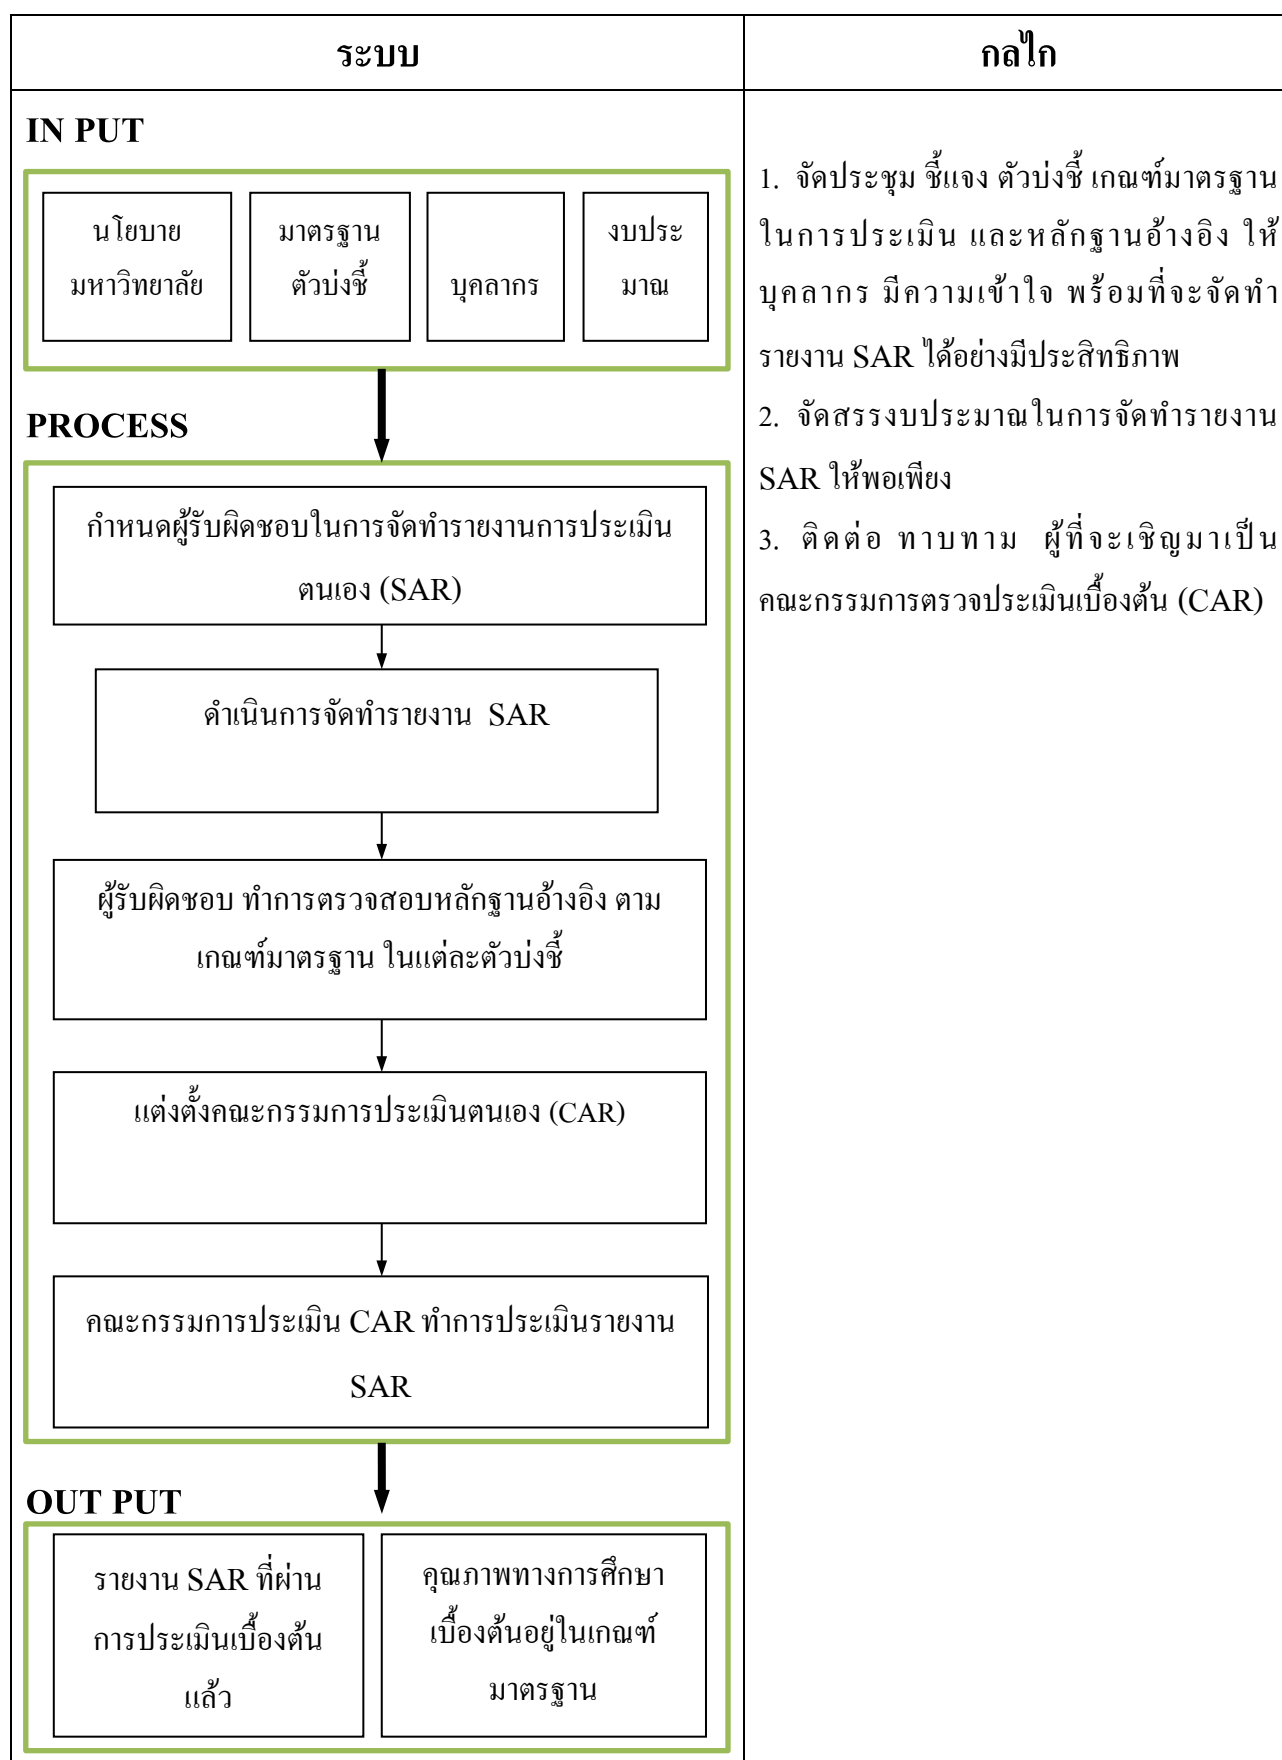 ระบบ
กลไก
IN PUT
นโยบาย
มหาวิทยาลัย
มาตรฐาน
ตัวบ่งชี้
บุคลากร
งบประ
มาณ
PROCESS
กำหนดผู้รับผิดชอบในการจัดทำรายงานการประเมิน
ตนเอง (SAR)
ดำเนินการจัดทำรายงาน SAR
ผู้รับผิดชอบ ทำการตรวจสอบหลักฐานอ้างอิง ตาม
เกณฑ์มาตรฐาน ในแต่ละตัวบ่งชี้
แต่งตั้งคณะกรรมการประเมินตนเอง (CAR)
คณะกรรมการประเมิน CAR ทำการประเมินรายงาน
SAR
OUT PUT
รายงาน SAR ที่ผ่าน
การประเมินเบื้องต้น
แล้ว
คุณภาพทางการศึกษา
เบื้องต้นอยู่ในเกณฑ์
มาตรฐาน
1. จัดประชุม ชี้แจง ตัวบ่งชี้ เกณฑ์มาตรฐาน
ในการประเมิน และหลักฐานอ้างอิง ให้
บุคลากร มีความเข้าใจ พร้อมที่จะจัดทำ
รายงาน SAR ได้อย่างมีประสิทธิภาพ
2. จัดสรรงบประมาณในการจัดทำรายงาน
SAR ให้พอเพียง
3. ติดต่อ ทาบทาม ผู้ที่จะเชิญมาเป็น
คณะกรรมการตรวจประเมินเบื้องต้น (CAR)